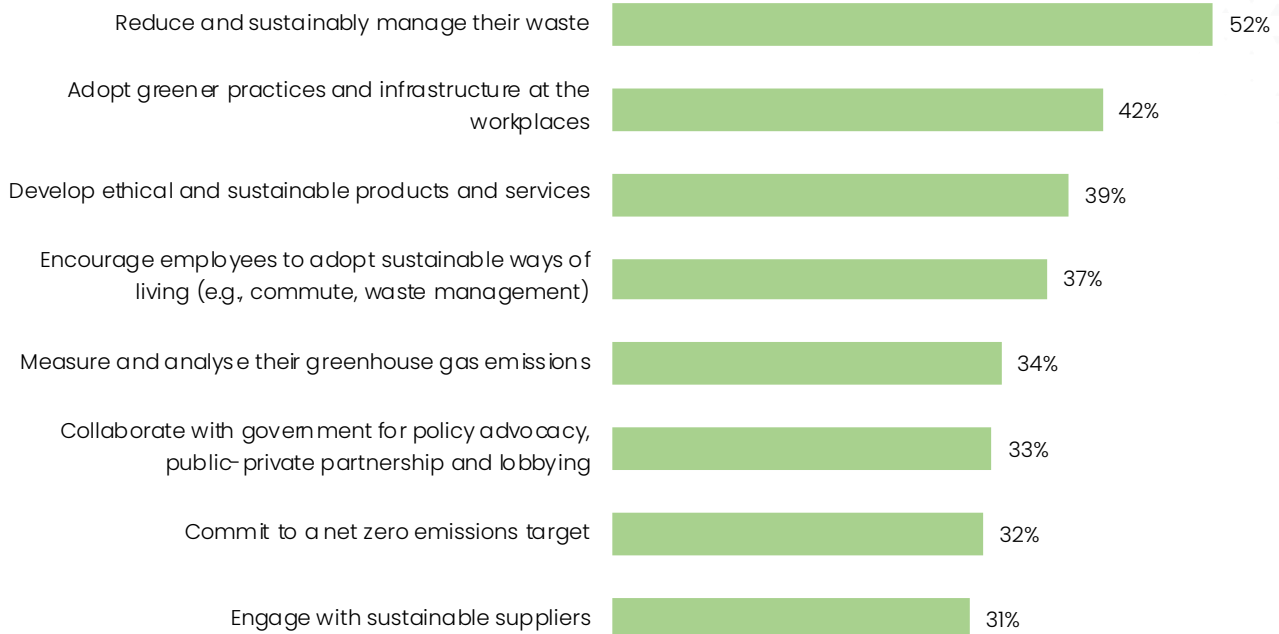 Reduce and sustainably manage their waste
52%
Adopt greener practices and infrastructure at the
workplaces
42%
Develop ethical and sustainable products and services
39%
Encourage employees to adopt sustainable ways of
living (e.g., commute, waste management)
37%
Measure and analyse their greenhouse gas emissions
34%
Collaborate with government for policy advocacy,
public-private partnership and lobbying
33%
Commit to a net zero emissions target
32%
Engage with sustainable suppliers
31%